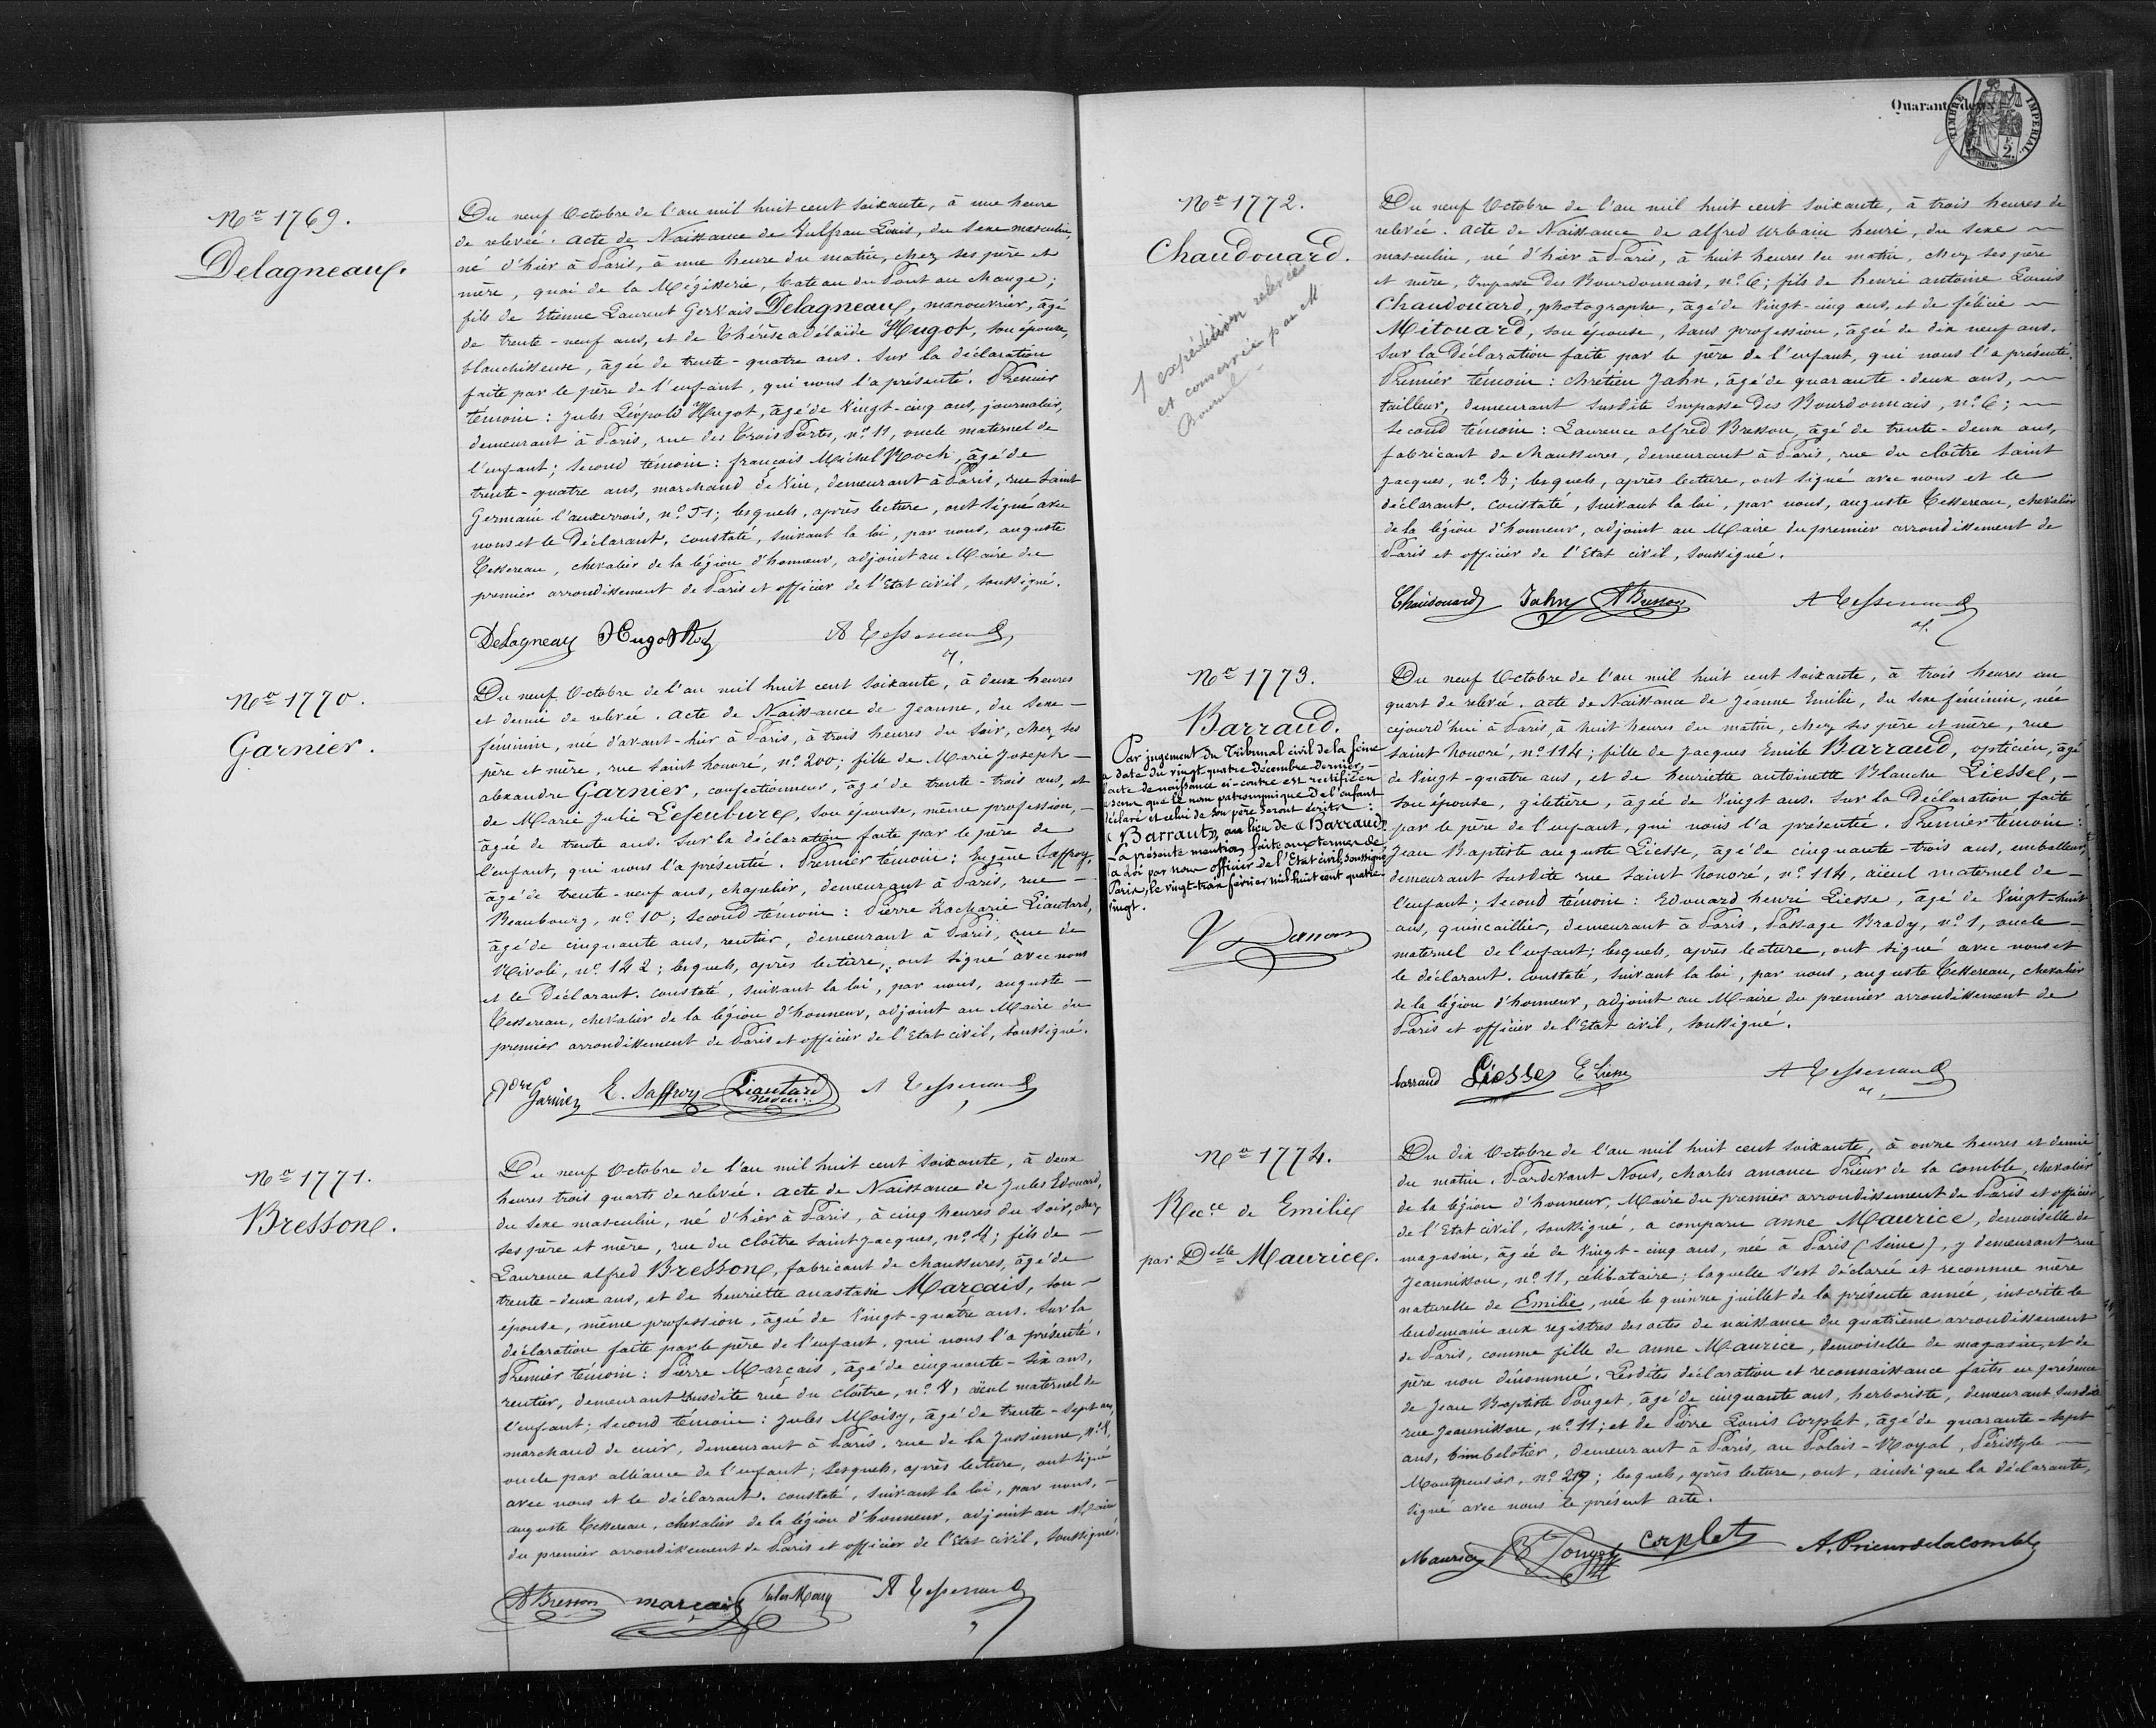 Nº 1769.
Delagneau.
Du neuf Octobre de l'an mil huit cent soixante, à une heure
de relevée. acte de Naissance de Vulfran Louis, du sexe masculin,
né d'hier à Paris, à une heure du matin, chez ses père et
mère, quai de la Mégisserie, bateau du Pont au Change;
fils de Etienne Laurent Gervais Delagneau, manouvrier, âgé
de trente-neuf ans, et de Thérèse adélaïde Hugot, son épouse,
blanchisseuse, âgée de trente-quatre ans. Sur la déclaration
faite par le père de l'enfant, qui nous l'a présenté. Premier
témoin: Jules Léopold Hugot, âgé de vingt-cinq ans, journalier,
demeurant à Paris, rue des Trois Portes, nº 11, oncle maternel de
l'enfant; second témoin: françois Michel Roch, âgé de
trente-quatre ans, marchand de vin, demeurant à Paris, rue saint
Germain l'auxerrois, nº 51; lesquels, après lecture, ont signé avec
nous et le Déclarant. constaté, suivant la loi, par nous, auguste
Tessereau, chevalier de la légion d'honneur, adjoint au Maire du
premier arrondissement de Paris et officier de l'Etat civil, soussigné.
Delagneau Hugot Roch A Tessereau
Nº 1770.
Garnier.
Du neuf Octobre de l'an mil huit cent soixante, à deux heures
et demie de relevée. acte de Naissance de Jeanne, du sexe
féminin, née d'avant-hier à Paris, à trois heures du soir, chez ses
père et mère, rue saint honoré, nº 200; fille de Marie Joseph
alexandre Garnier, confectionneur, âgé de trente-trois ans, et
de Marie Julie Lefeubure, son épouse, même profession,
âgée de trente ans. Sur la déclaration faite par le père de
l'enfant, qui nous l'a présentée. Premier témoin: Eugène Saffroy,
âgé de trente-neuf ans, chapelier, demeurant à Paris, rue
Beaubourg, nº 10; second témoin: Pierre Zacharie Liautard,
âgé de cinquante ans, rentier, demeurant à Paris, rue de
Rivoli, nº 142; lesquels, après lecture, ont signé avec nous
et le Déclarant. constaté, suivant la loi, par nous, auguste
Tessereau, chevalier de la légion d'honneur, adjoint au Maire du
premier arrondissement de Paris et officier de l'Etat civil, soussigné.
Garnier E. Saffroy Liautard A Tessereau
Nº 1771.
Bresson.
Du neuf Octobre de l'an mil huit cent soixante, à deux
heures trois quarts de relevée. acte de Naissance de Jules Edouard,
du sexe masculin, né d'hier à Paris, à cinq heures du soir, chez
ses père et mère, rue du cloître saint Jacques, nº 8; fils de
Laurence alfred Bresson, fabricant de chaussures, âgé de
trente-deux ans, et de henriette anastasie Marçais, son
épouse, même profession, âgée de vingt-quatre ans. Sur la
déclaration faite par le père de l'enfant, qui nous l'a présenté.
Premier témoin: Pierre Marçais, âgé de cinquante-six ans,
rentier, demeurant susdite rue du cloître, nº 8, aïeul maternel de
l'enfant; second témoin: Jules Moisy, âgé de trente-sept ans,
marchand de cuir, demeurant à Paris, rue de la Jussienne, nº
oncle par alliance de l'enfant; lesquels, après lecture, ont signé
avec nous et le déclarant. constaté, suivant la loi, par nous,
auguste Tessereau, chevalier de la légion d'honneur, adjoint au Maire
du premier arrondissement de Paris et officier de l'Etat civil, soussigné.
A Bresson marçais Jules Moisy A Tessereau
Quarante deux
TIMBRE IMPERIAL
2.
SEINE
Nº 1772.
Chaudouard.
1 expédition relevée
et conservée par M
Du neuf Octobre de l'an mil huit cent soixante, à trois heures de
relevée. acte de Naissance de alfred urbain henri, du sexe
masculin, né d'hier à Paris, à huit heures du matin, chez ses père
et mère, Impasse des Bourdonnais, nº 6; fils de henri antoine Louis
Chaudouard, photographe, âgé de vingt-cinq ans, et de félicie
Mitouard, son épouse, sans profession, âgée de dix neuf ans.
Sur la Déclaration faite par le père de l'enfant, qui nous l'a présenté.
Premier témoin: chrétien Jahn, âgé de quarante-deux ans,
tailleur, demeurant susdite Impasse des Bourdonnais, nº 6;
second témoin: Laurence alfred Bresson, âgé de trente-deux ans,
fabricant de chaussures, demeurant à Paris, rue du cloître saint
Jacques, nº 8; lesquels, après lecture, ont signé avec nous et le
déclarant. constaté, suivant la loi, par nous, auguste Tessereau, chevalier
de la légion d'honneur, adjoint au Maire du premier arrondissement de
Paris et officier de l'Etat civil, soussigné.
Chaudouard Jahn A Bresson A Tessereau
Nº 1773.
Barraud.
Par jugement du Tribunal civil de la Seine
a date du vingt quatre Décembre dernier,
l'acte de naissance ci-contre est rectifié en
ce sens que le nom patronymique de l'enfant
déclaré et celui de son père seront écrits:
« Barraut », au lieu de « Barraud ».
La présente mention faite aux termes de
la Loi par nous officier de l'Etat civil, soussigné
Paris, le vingt-trois février mil huit cent quatre
vingt.
Du neuf Octobre de l'an mil huit cent soixante, à trois heures un
quart de relevée. acte de Naissance de Jeanne Emilie, du sexe féminin, née
cejourd'hui à Paris, à huit heures du matin, chez ses père et mère, rue
saint honoré, nº 114; fille de Jacques Emile Barraud, opticien, âgé
de vingt-quatre ans, et de henriette antoinette Blanche Liesse,
son épouse, giletière, âgée de vingt ans. Sur la Déclaration faite
par le père de l'enfant, qui nous l'a présentée. Premier témoin:
Jean Baptiste auguste Liesse, âgé de cinquante-trois ans, emballeur,
demeurant susdite rue saint honoré, nº 114, aïeul maternel de
l'enfant; second témoin: Edouard henri Liesse, âgé de vingt-huit
ans, quincaillier, demeurant à Paris, Passage Brady, nº 1, oncle
maternel de l'enfant; lesquels, après lecture, ont signé avec nous et
le déclarant. constaté, suivant la loi, par nous, auguste Tessereau, chevalier
de la légion d'honneur, adjoint au Maire du premier arrondissement de
Paris et officier de l'Etat civil, soussigné.
barraud Liesse E Liesse A Tessereau
Nº 1774.
Recce de Emilie
par Delle Maurice.
Du dix Octobre de l'an mil huit cent soixante, à onze heures et demie
du matin. Pardevant Nous, charles amance Prieur de la comble, chevalier
de la légion d'honneur, Maire du premier arrondissement de Paris et officier
de l'Etat civil, soussigné, a comparu anne Maurice, demoiselle de
magasin, âgée de vingt-cinq ans, née à Paris (Seine), y demeurant rue
Jeannisson, nº 11, célibataire; laquelle s'est déclarée et reconnue mère
naturelle de Emilie, née le quinze juillet de la présente année, inscrite le
lendemain aux registres des actes de naissance du quatrième arrondissement
de Paris, comme fille de anne Maurice, demoiselle de magasin, et de
père non dénommé. Lesdites déclaration et reconnaissance faites en présence
de Jean Baptiste Pouget, âgé de cinquante ans, herboriste, demeurant susdite
rue Jeannisson, nº 11; et de Pierre Louis Corplet, âgé de quarante-sept
ans, bimbelotier, demeurant à Paris, au Palais-Royal, Péristyle
Montpensier, nº 217; lesquels, après lecture, ont, ainsi que la déclarante,
signé avec nous le présent acte.
Maurice Bte Pouget Corplet A. Prieur de la comble